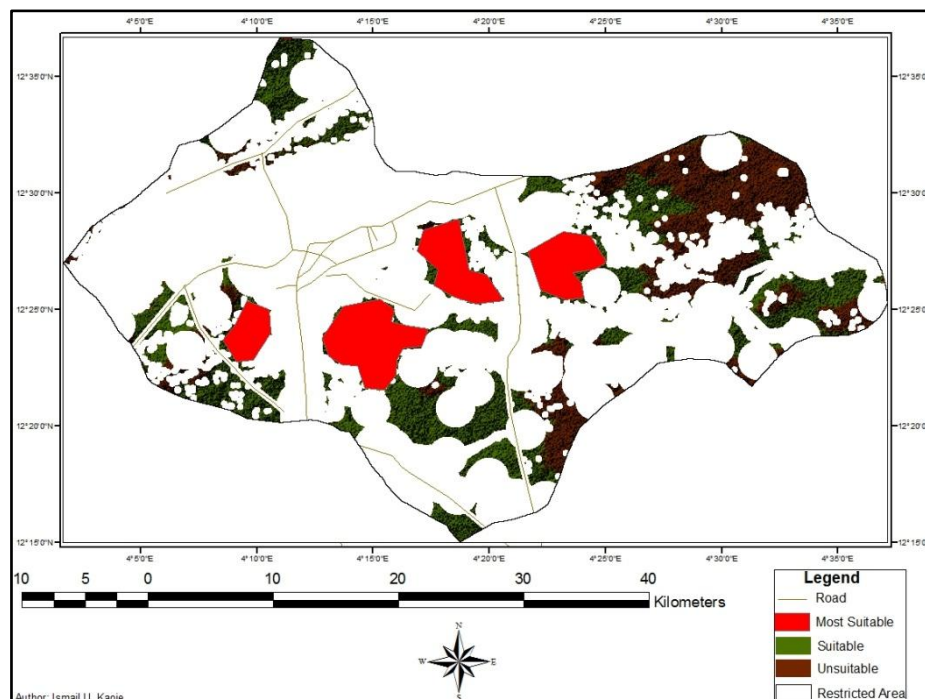 4°5'0"E 4°10'0"E 4°15'0"E 4°20'0"E 4°25'0"E 4°30'0"E 4°35'0"E
12°35'0"N 12°35'0"N
12°30'0"N 12°30'0"N
12°25'0"N 12°25'0"N
12°20'0"N 12°20'0"N
12°15'0"N 12°15'0"N
4°5'0"E 4°10'0"E 4°15'0"E 4°20'0"E 4°25'0"E 4°30'0"E 4°35'0"E
10 5 0 10 20 30 40
Kilometers
Legend
Road
Most Suitable
Suitable
Unsuitable
Restricted Area
N
W E
S
Author: Ismail U.